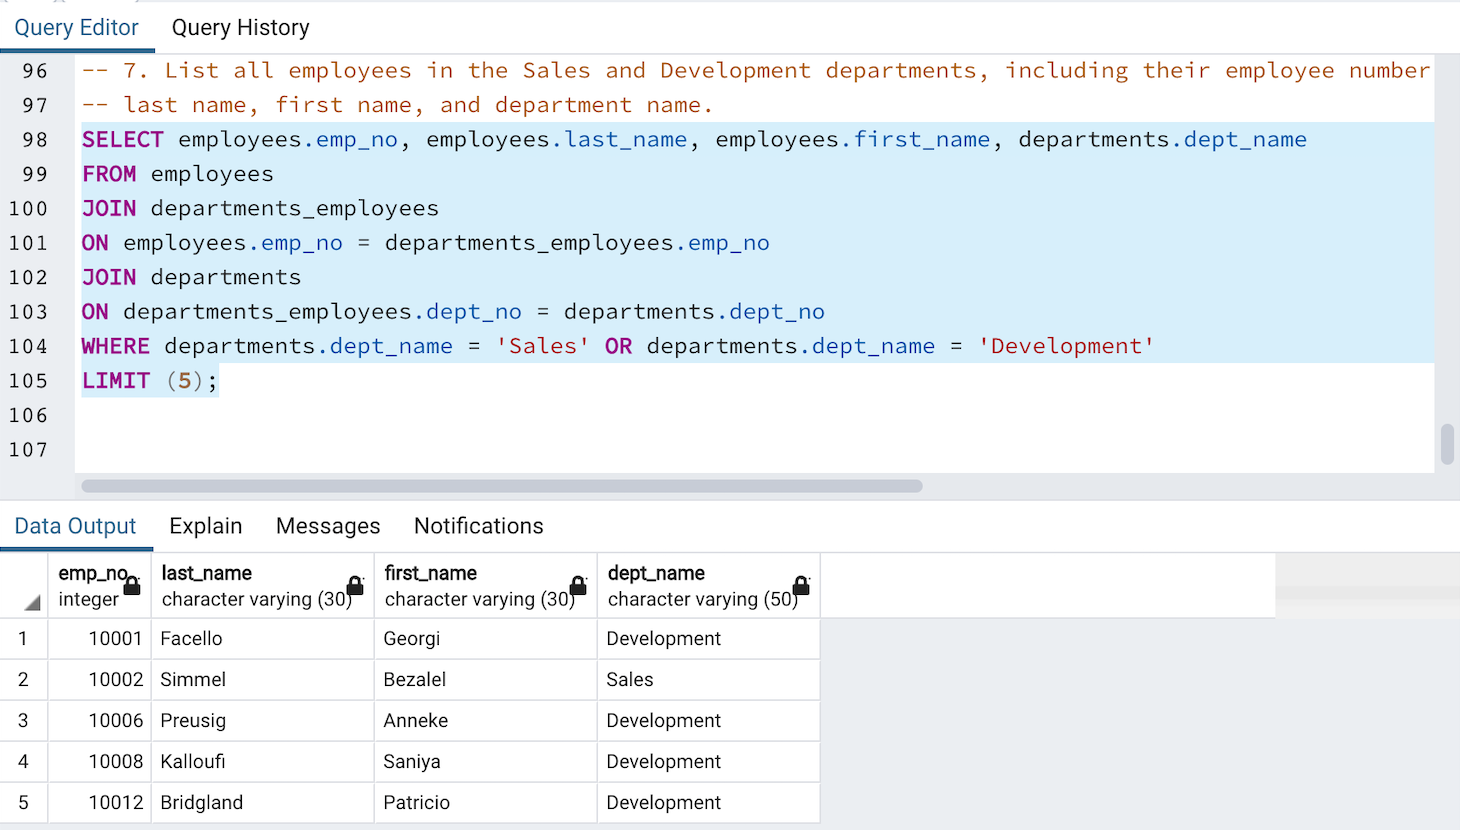 Query Editor Query History
96 -- 7. List all employees in the Sales and Development departments, including their employee number
97 -- last name, first name, and department name.
98 SELECT employees.emp_no, employees.last_name, employees.first_name, departments.dept_name
99 FROM employees
100 JOIN departments_employees
101 ON employees.emp_no = departments_employees.emp_no
102 JOIN departments
103 ON departments_employees.dept_no = departments.dept_no
104 WHERE departments.dept_name = 'Sales' OR departments.dept_name = 'Development'
105 LIMIT (5);
106
107
Data Output Explain Messages Notifications
emp_no last_name first_name dept_name
integer character varying (30) character varying (30) character varying (50)
1 10001 Facello Georgi Development
2 10002 Simmel Bezalel Sales
3 10006 Preusig Anneke Development
4 10008 Kalloufi Saniya Development
5 10012 Bridgland Patricio Development